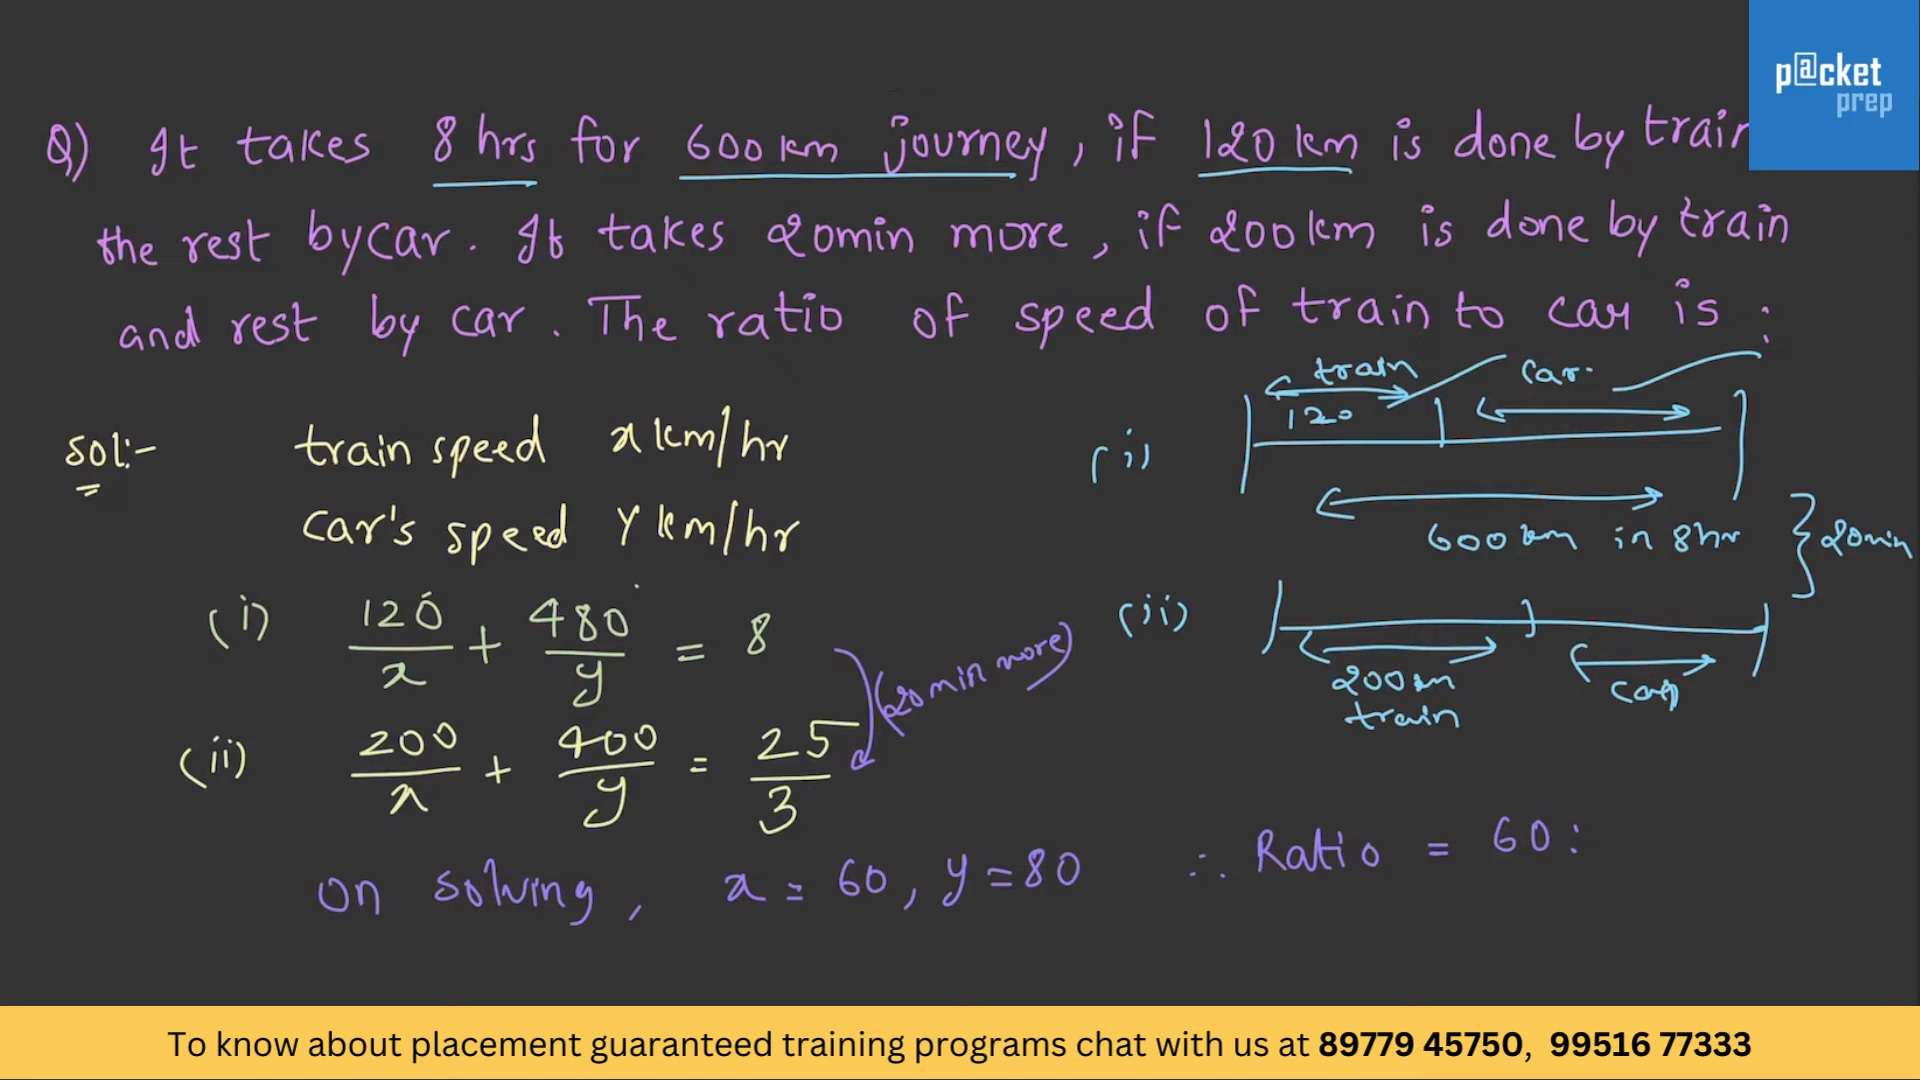 p@cket
prep
Q) It takes 8 hrs for 600 km journey, if 120 km is done by train
the rest by car. It takes 20min more, if 200 km is done by train
and rest by car. The ratio of speed of train to car is :
train car.
120
(i)
600 km in 8 hr
20min
(ii)
200 km car
train
Sol:- train speed x km/hr
Car's speed Y km/hr
(i) 120/x + 480/y = 8
(20 min more)
(ii) 200/x + 400/y = 25/3
On solving, x = 60, y = 80 ∴ Ratio = 60 :
To know about placement guaranteed training programs chat with us at 89779 45750, 99516 77333